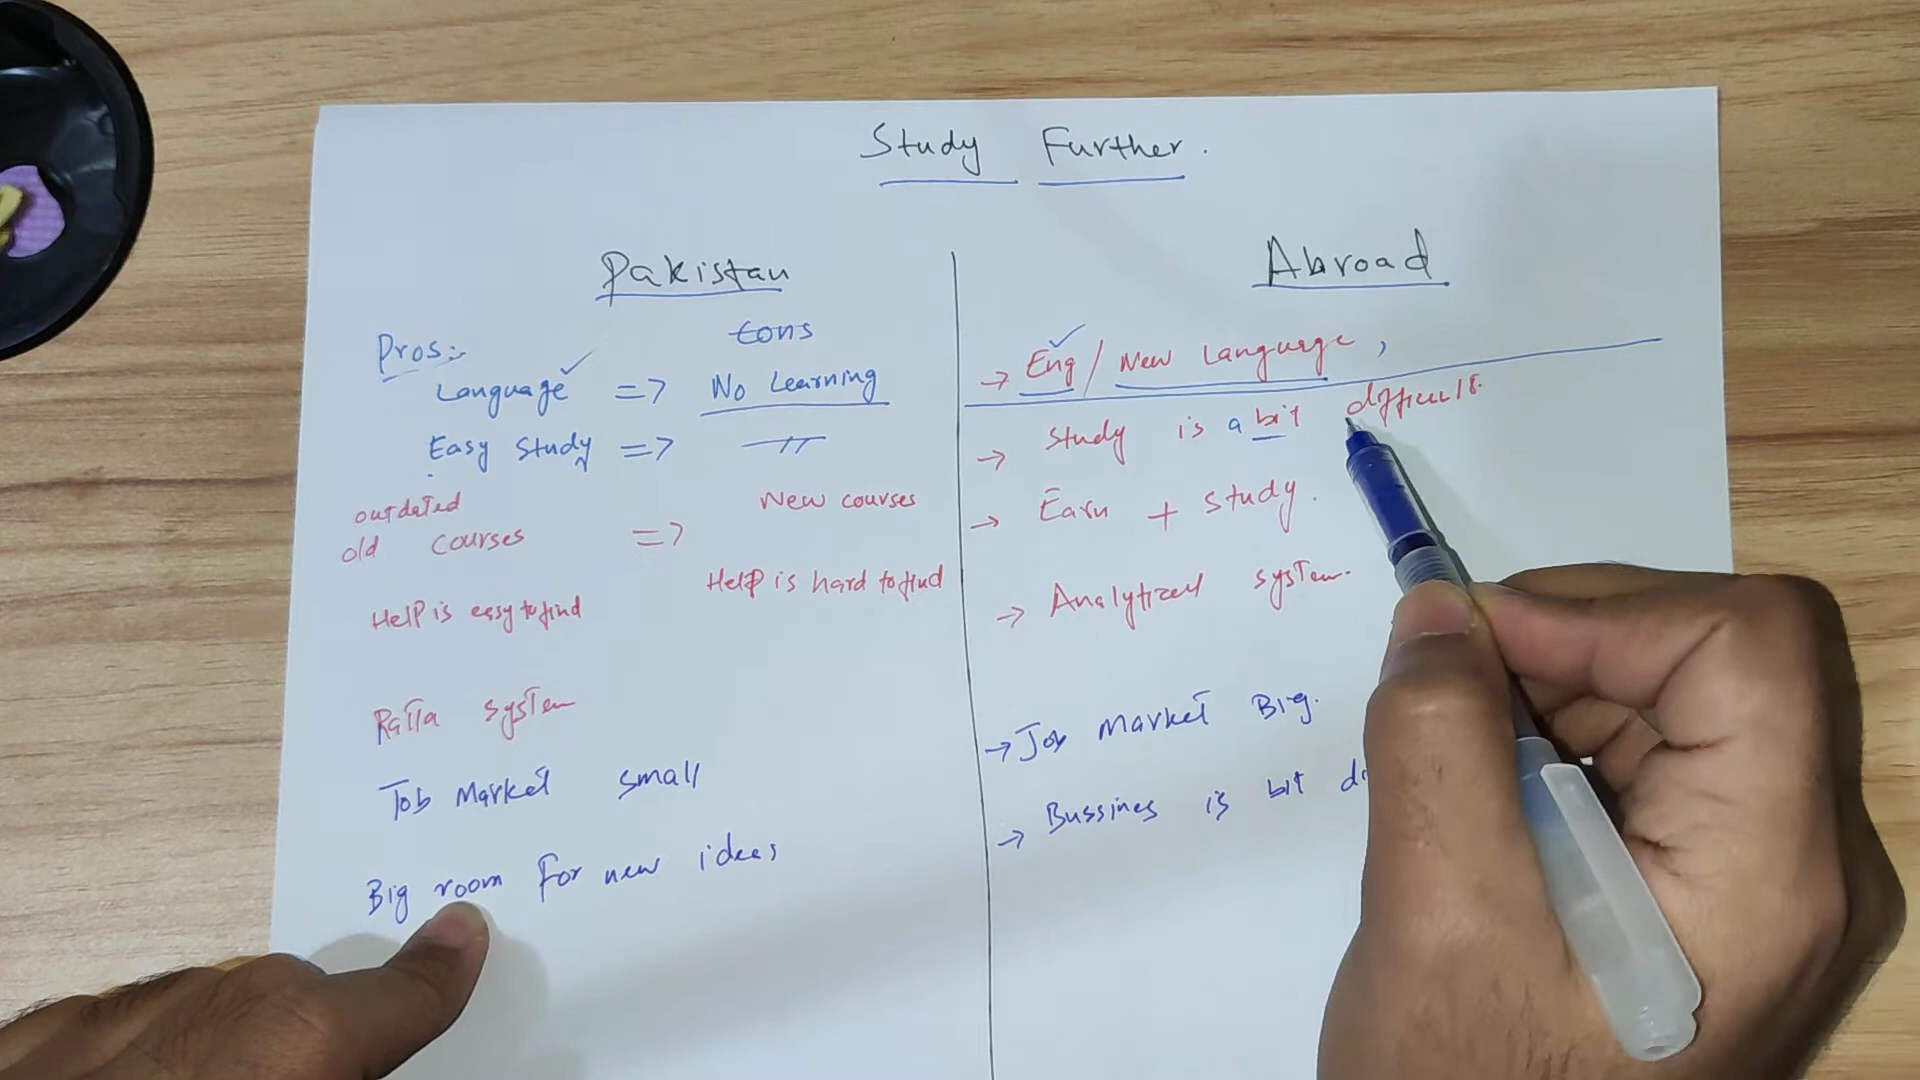 Study Further.
Pakistan
Pros:-
tons
Language => No Learning
Easy Study =>
outdated
old courses => New courses
Help is easy to find
Help is hard to find
Ratta system
Job Market small
Big room for new ideas
Abroad
→ Eng / New Language,
→ Study is a bit difficult
→ Earn + Study.
→ Analytical system.
→ Job Market Big.
→ Bussines is bit